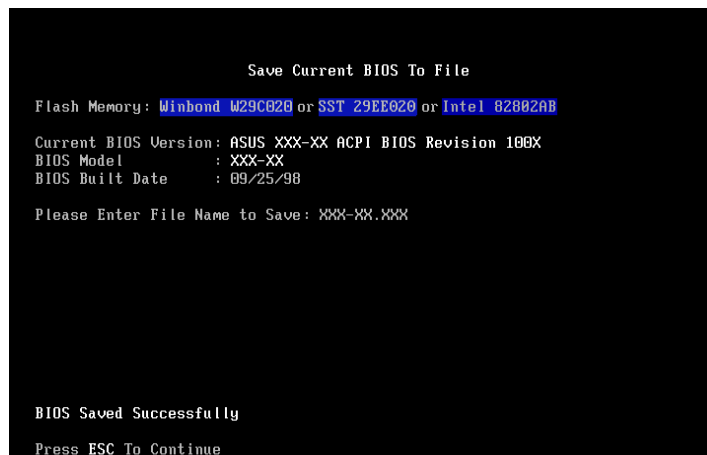 Save Current BIOS To File
Flash Memory: Winbond W29C020 or SST 29EE020 or Intel 82802AB
Current BIOS Version: ASUS XXX-XX ACPI BIOS Revision 100X
BIOS Model : XXX-XX
BIOS Built Date : 09/25/98
Please Enter File Name to Save: XXX-XX.XXX
BIOS Saved Successfully
Press ESC To Continue